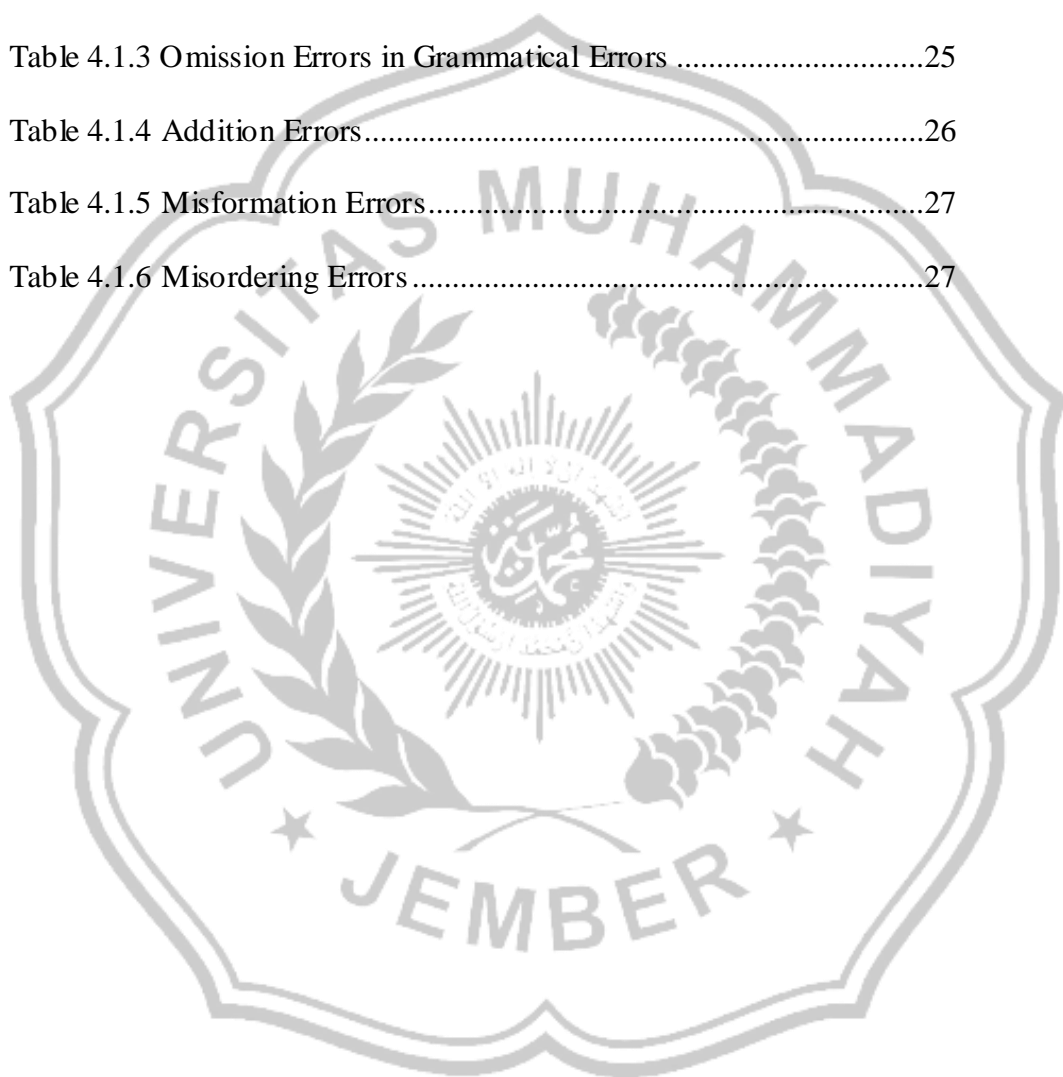 Table 4.1.3 Omission Errors in Grammatical Errors ..............................25
Table 4.1.4 Addition Errors.....................................................................26
Table 4.1.5 Misformation Errors.............................................................27
Table 4.1.6 Misordering Errors...............................................................27
UNIVERSITAS MUHAMMADIYAH
JEMBER